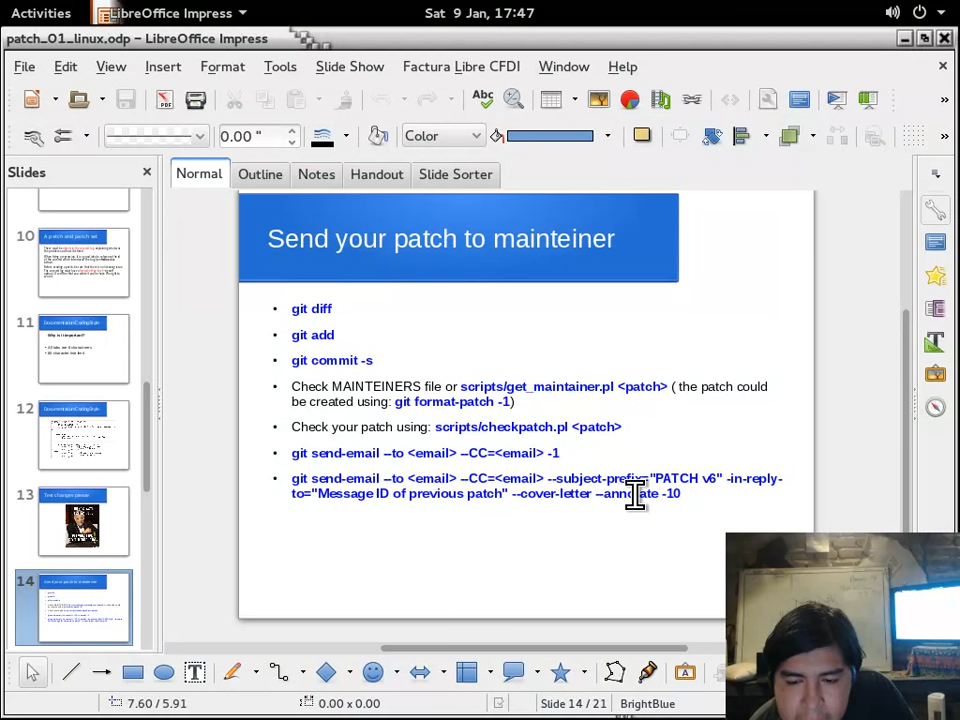 Activities LibreOffice Impress Sat 9 Jan, 17:47
patch_01_linux.odp – LibreOffice Impress
File Edit View Insert Format Tools Slide Show Factura Libre CFDI Window Help
Abc
0.00 " Color
Slides
Normal Outline Notes Handout Slide Sorter
10
11
12
13
14
Send your patch to mainteiner
• git diff
• git add
• git commit -s
• Check MAINTEINERS file or scripts/get_maintainer.pl <patch> ( the patch could
be created using: git format-patch -1)
• Check your patch using: scripts/checkpatch.pl <patch>
• git send-email --to <email> --CC=<email> -1
• git send-email --to <email> --CC=<email> --subject-prefix="PATCH v6" -in-reply-
to="Message ID of previous patch" --cover-letter --annotate -10
7.60 / 5.91 0.00 x 0.00 Slide 14 / 21 BrightBlue